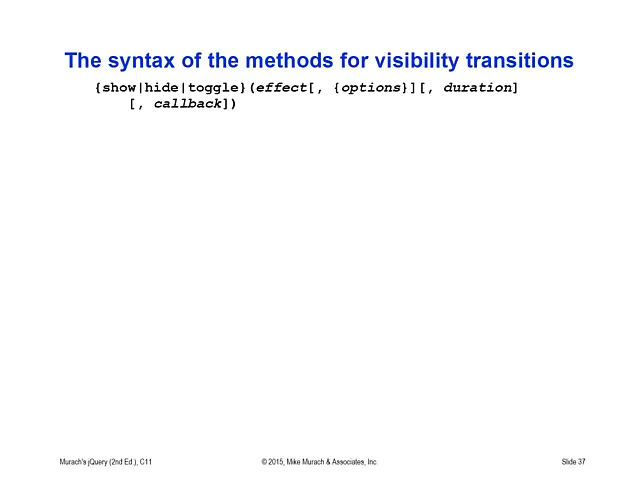 The syntax of the methods for visibility transitions
{show|hide|toggle}(effect[, {options}][, duration]
[, callback])
Murach's jQuery (2nd Ed.), C11
© 2015, Mike Murach & Associates, Inc.
Slide 37